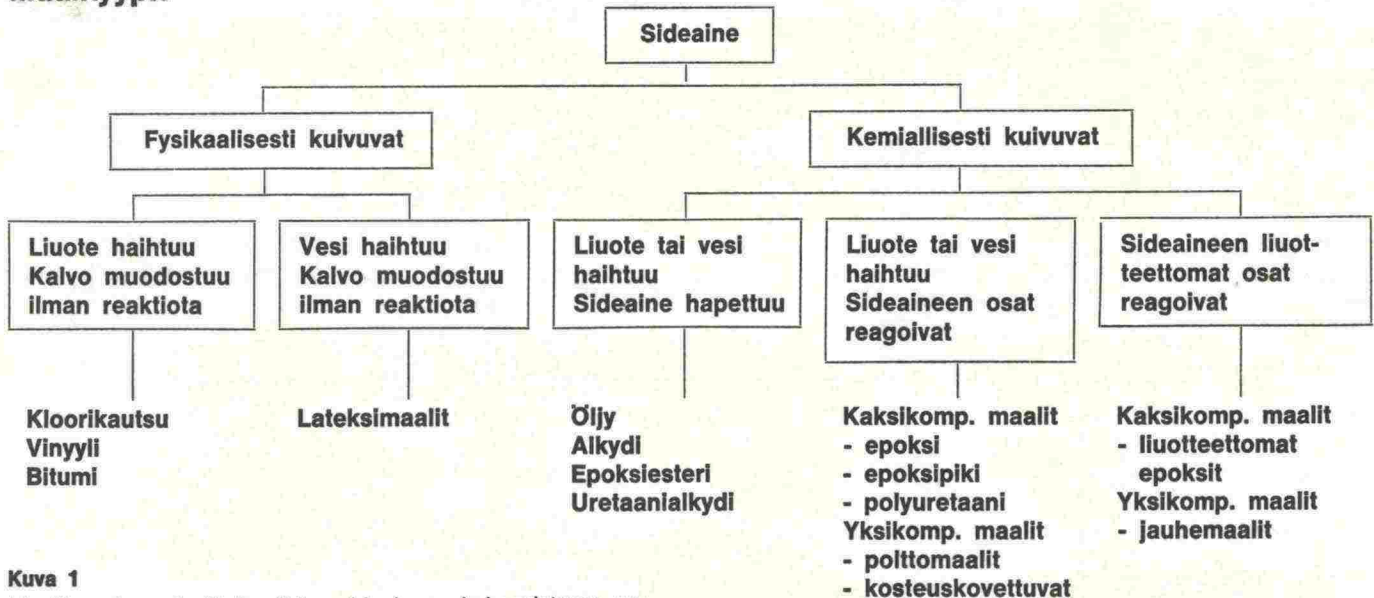 Sideaine
Fysikaalisesti kuivuvat
Kemiallisesti kuivuvat
Liuote haihtuu
Kalvo muodostuu
ilman reaktiota
Vesi haihtuu
Kalvo muodostuu
ilman reaktiota
Liuote tai vesi
haihtuu
Sideaine hapettuu
Liuote tai vesi
haihtuu
Sideaineen osat
reagoivat
Sideaineen liuot-
teettomat osat
reagoivat
Kloorikautsu
Vinyyli
Bitumi
Lateksimaalit
Öljy
Alkydi
Epoksiesteri
Uretaanialkydi
Kaksikomp. maalit
- epoksi
- epoksipiki
- polyuretaani
Yksikomp. maalit
- polttomaalit
- kosteuskovettuvat
Kaksikomp. maalit
- liuotteettomat
epoksit
Yksikomp. maalit
- jauhemaalit
Kuva 1